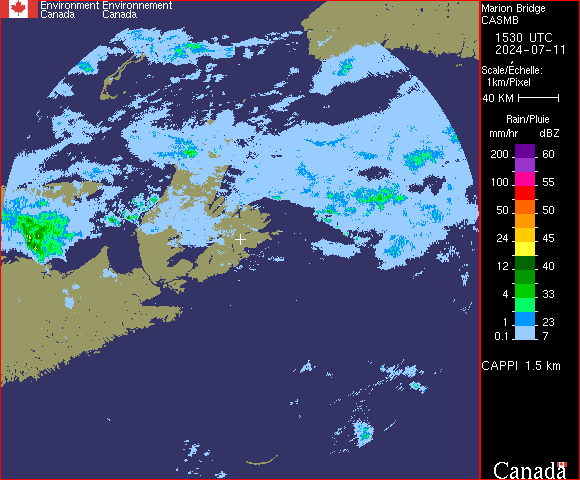 Environment Environnement
Canada Canada
Marion Bridge
CASMB
1530 UTC
2024-07-11
Scale/Échelle:
1km/Pixel
40 KM
Rain/Pluie
mm/hr dBZ
200 60
100 55
50 50
24 45
12 40
4 33
1 23
0.1 7
CAPPI 1.5 km
Canada